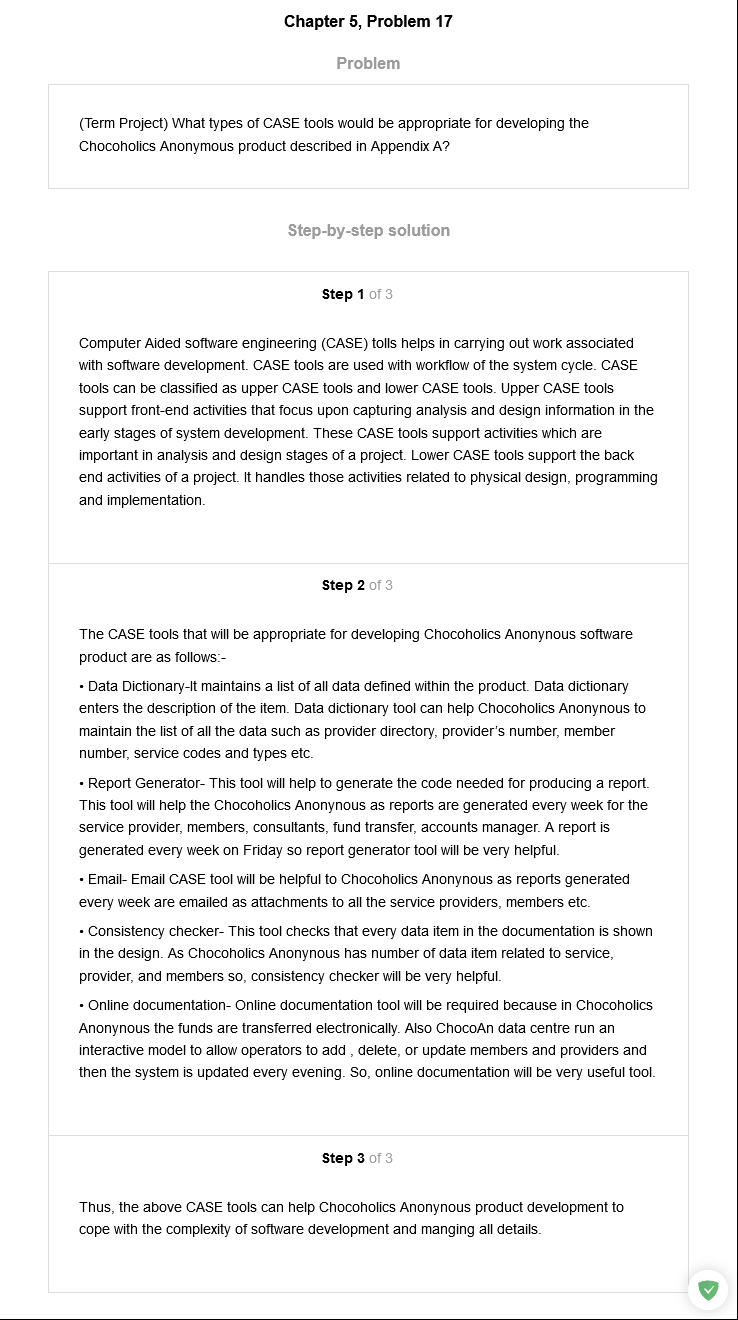 Chapter 5, Problem 17
Problem
(Term Project) What types of CASE tools would be appropriate for developing the
Chocoholics Anonymous product described in Appendix A?
Step-by-step solution
Step 1 of 3
Computer Aided software engineering (CASE) tolls helps in carrying out work associated
with software development. CASE tools are used with workflow of the system cycle. CASE
tools can be classified as upper CASE tools and lower CASE tools. Upper CASE tools
support front-end activities that focus upon capturing analysis and design information in the
early stages of system development. These CASE tools support activities which are
important in analysis and design stages of a project. Lower CASE tools support the back
end activities of a project. It handles those activities related to physical design, programming
and implementation.
Step 2 of 3
The CASE tools that will be appropriate for developing Chocoholics Anonynous software
product are as follows:-
• Data Dictionary-It maintains a list of all data defined within the product. Data dictionary
enters the description of the item. Data dictionary tool can help Chocoholics Anonynous to
maintain the list of all the data such as provider directory, provider’s number, member
number, service codes and types etc.
• Report Generator- This tool will help to generate the code needed for producing a report.
This tool will help the Chocoholics Anonynous as reports are generated every week for the
service provider, members, consultants, fund transfer, accounts manager. A report is
generated every week on Friday so report generator tool will be very helpful.
• Email- Email CASE tool will be helpful to Chocoholics Anonynous as reports generated
every week are emailed as attachments to all the service providers, members etc.
• Consistency checker- This tool checks that every data item in the documentation is shown
in the design. As Chocoholics Anonynous has number of data item related to service,
provider, and members so, consistency checker will be very helpful.
• Online documentation- Online documentation tool will be required because in Chocoholics
Anonynous the funds are transferred electronically. Also ChocoAn data centre run an
interactive model to allow operators to add , delete, or update members and providers and
then the system is updated every evening. So, online documentation will be very useful tool.
Step 3 of 3
Thus, the above CASE tools can help Chocoholics Anonynous product development to
cope with the complexity of software development and manging all details.